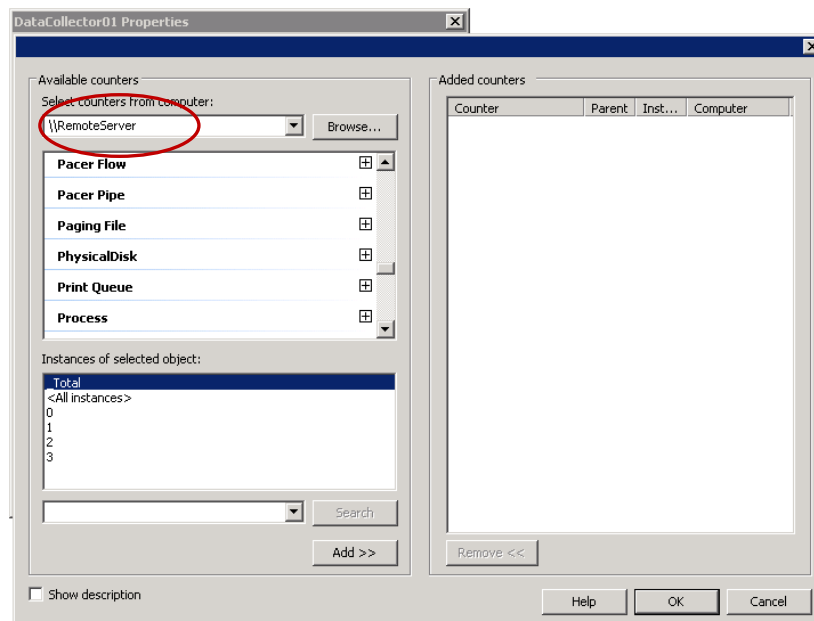 DataCollector01 Properties
Available counters
Select counters from computer:
\\RemoteServer
Browse...
Pacer Flow
Pacer Pipe
Paging File
PhysicalDisk
Print Queue
Process
Instances of selected object:
_Total
<All instances>
0
1
2
3
Search
Add >>
Show description
Added counters
Counter Parent Inst... Computer
Remove <<
Help OK Cancel